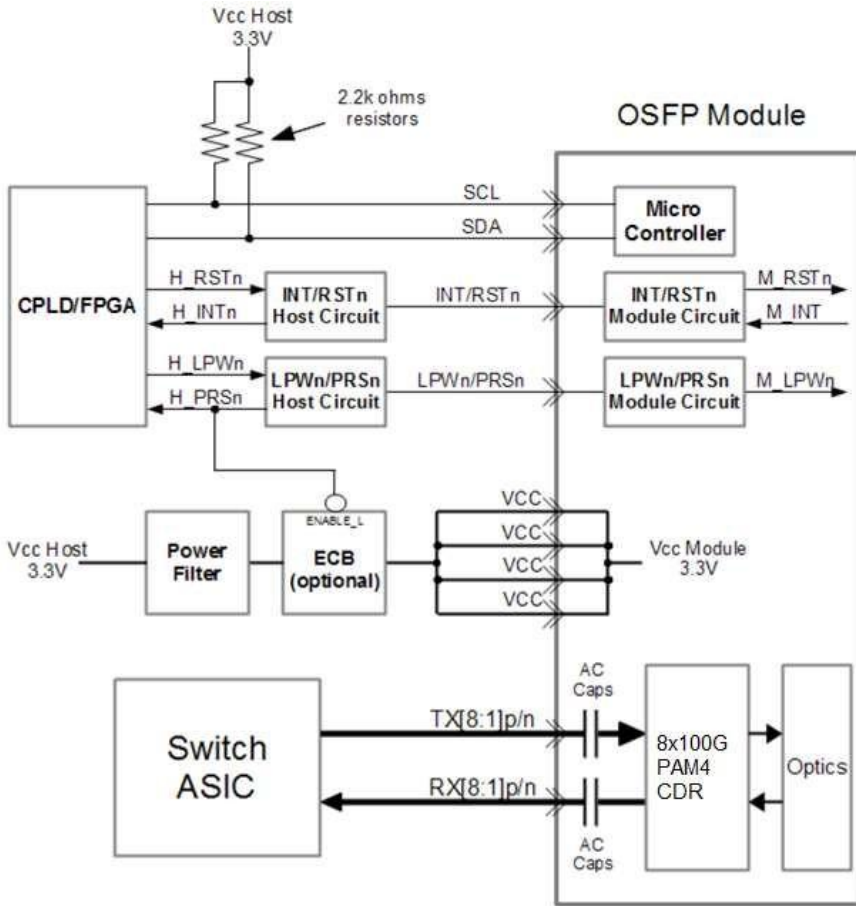 Vcc Host
3.3V
2.2k ohms
resistors
OSFP Module
SCL
SDA
Micro
Controller
CPLD/FPGA
H_RSTn
H_INTn
INT/RSTn
Host Circuit
INT/RSTn
INT/RSTn
Module Circuit
M_RSTn
M_INT
H_LPWn
H_PRSn
LPWn/PRSn
Host Circuit
LPWn/PRSn
LPWn/PRSn
Module Circuit
M_LPWn
Vcc Host
3.3V
Power
Filter
ENABLE_L
ECB
(optional)
VCC
VCC
VCC
VCC
Vcc Module
3.3V
Switch
ASIC
TX[8:1]p/n
RX[8:1]p/n
AC
Caps
AC
Caps
8x100G
PAM4
CDR
Optics